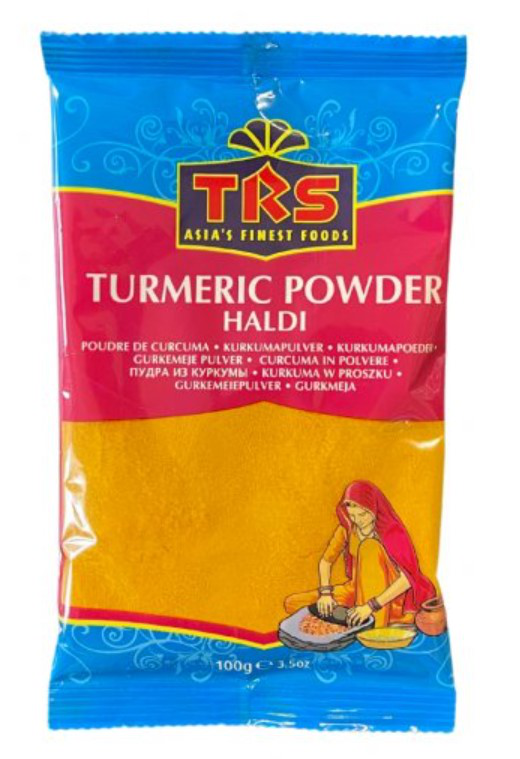 TRS
ASIA'S FINEST FOODS
TURMERIC POWDER
HALDI
POUDRE DE CURCUMA • KURKUMAPULVER • KURKUMAPOEDER •
GURKEMEJE PULVER • CURCUMA IN POLVERE •
ПУДРА ИЗ КУРКУМЫ • KURKUMA W PROSZKU •
GURKEMEIEPULVER • GURKMEJA
100g ℮ 3.5oz